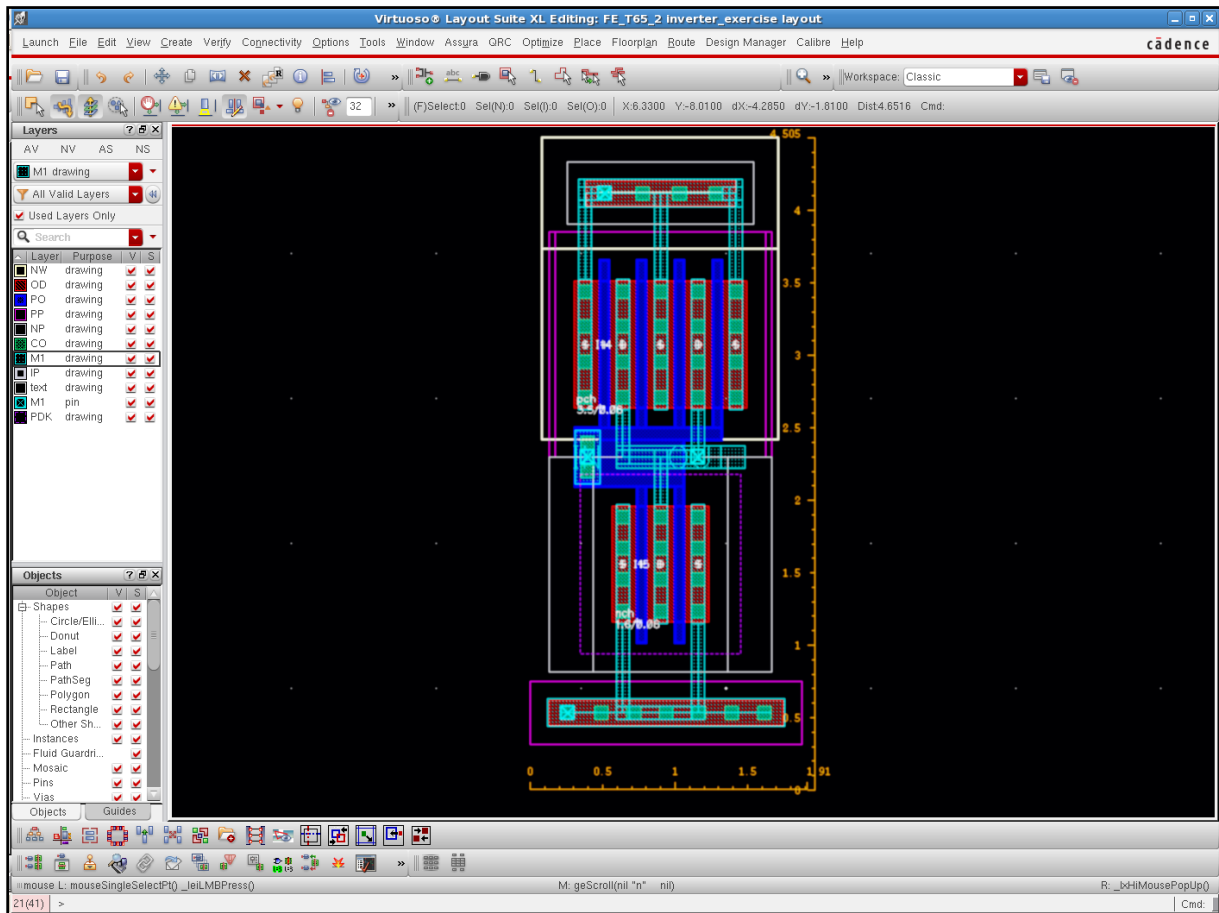 Virtuoso® Layout Suite XL Editing: FE_T65_2 inverter_exercise layout
Launch File Edit View Create Verify Connectivity Options Tools Window Assura QRC Optimize Place Floorplan Route Design Manager Calibre Help
cādence
» abc » Workspace: Classic
32 » (F)Select:0 Sel(N):0 Sel(I):0 Sel(O):0 X:6.3300 Y:-8.0100 dX:-4.2850 dY:-1.8100 Dist:4.6516 Cmd:
Layers
AV NV AS NS
M1 drawing
All Valid Layers
Used Layers Only
Search
Layer Purpose V S
NW drawing
OD drawing
PO drawing
PP drawing
NP drawing
CO drawing
M1 drawing
IP drawing
text drawing
M1 pin
PDK drawing
Objects
Object V S
Shapes
Circle/Elli...
Donut
Label
Path
PathSeg
Polygon
Rectangle
Other Sh...
Instances
Fluid Guardri...
Mosaic
Pins
Vias
Objects Guides
4.505
4
3.5
S I14 D S D S
3
pch
2.5
2
S I15 D S
1.5
nch
1
0.5
0 0.5 1 1.5 1.91
0
»
mouse L: mouseSingleSelectPt() _leiLMBPress() M: geScroll(nil "n" nil) R: _lxHiMousePopUp()
21(41) > Cmd: